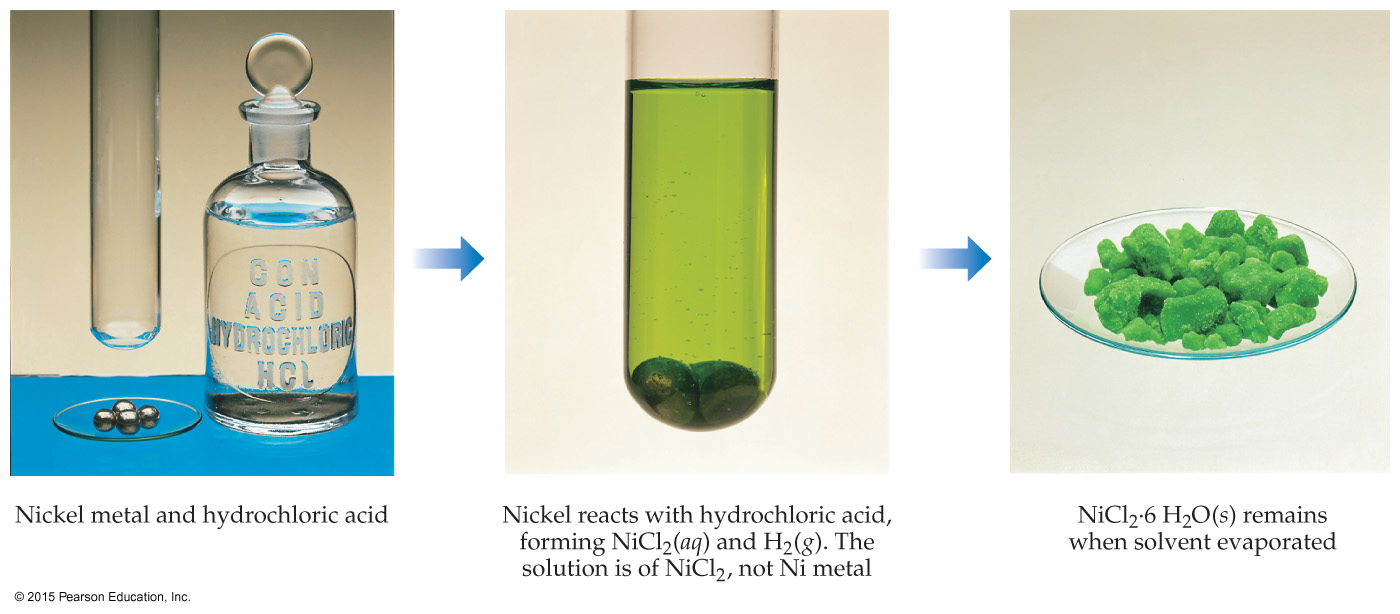 CON
ACID
HYDROCHLORIC
HCl
Nickel metal and hydrochloric acid
Nickel reacts with hydrochloric acid,
forming NiCl₂(aq) and H₂(g). The
solution is of NiCl₂, not Ni metal
NiCl₂·6 H₂O(s) remains
when solvent evaporated
© 2015 Pearson Education, Inc.